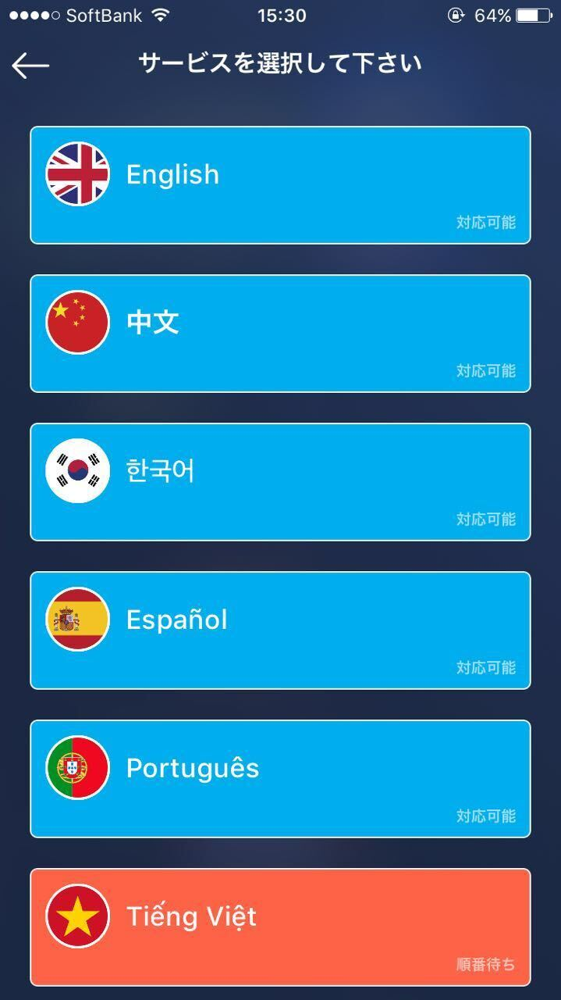 SoftBank 15:30 64%
サービスを選択して下さい
English
対応可能
中文
対応可能
한국어
対応可能
Español
対応可能
Português
対応可能
Tiếng Việt
順番待ち